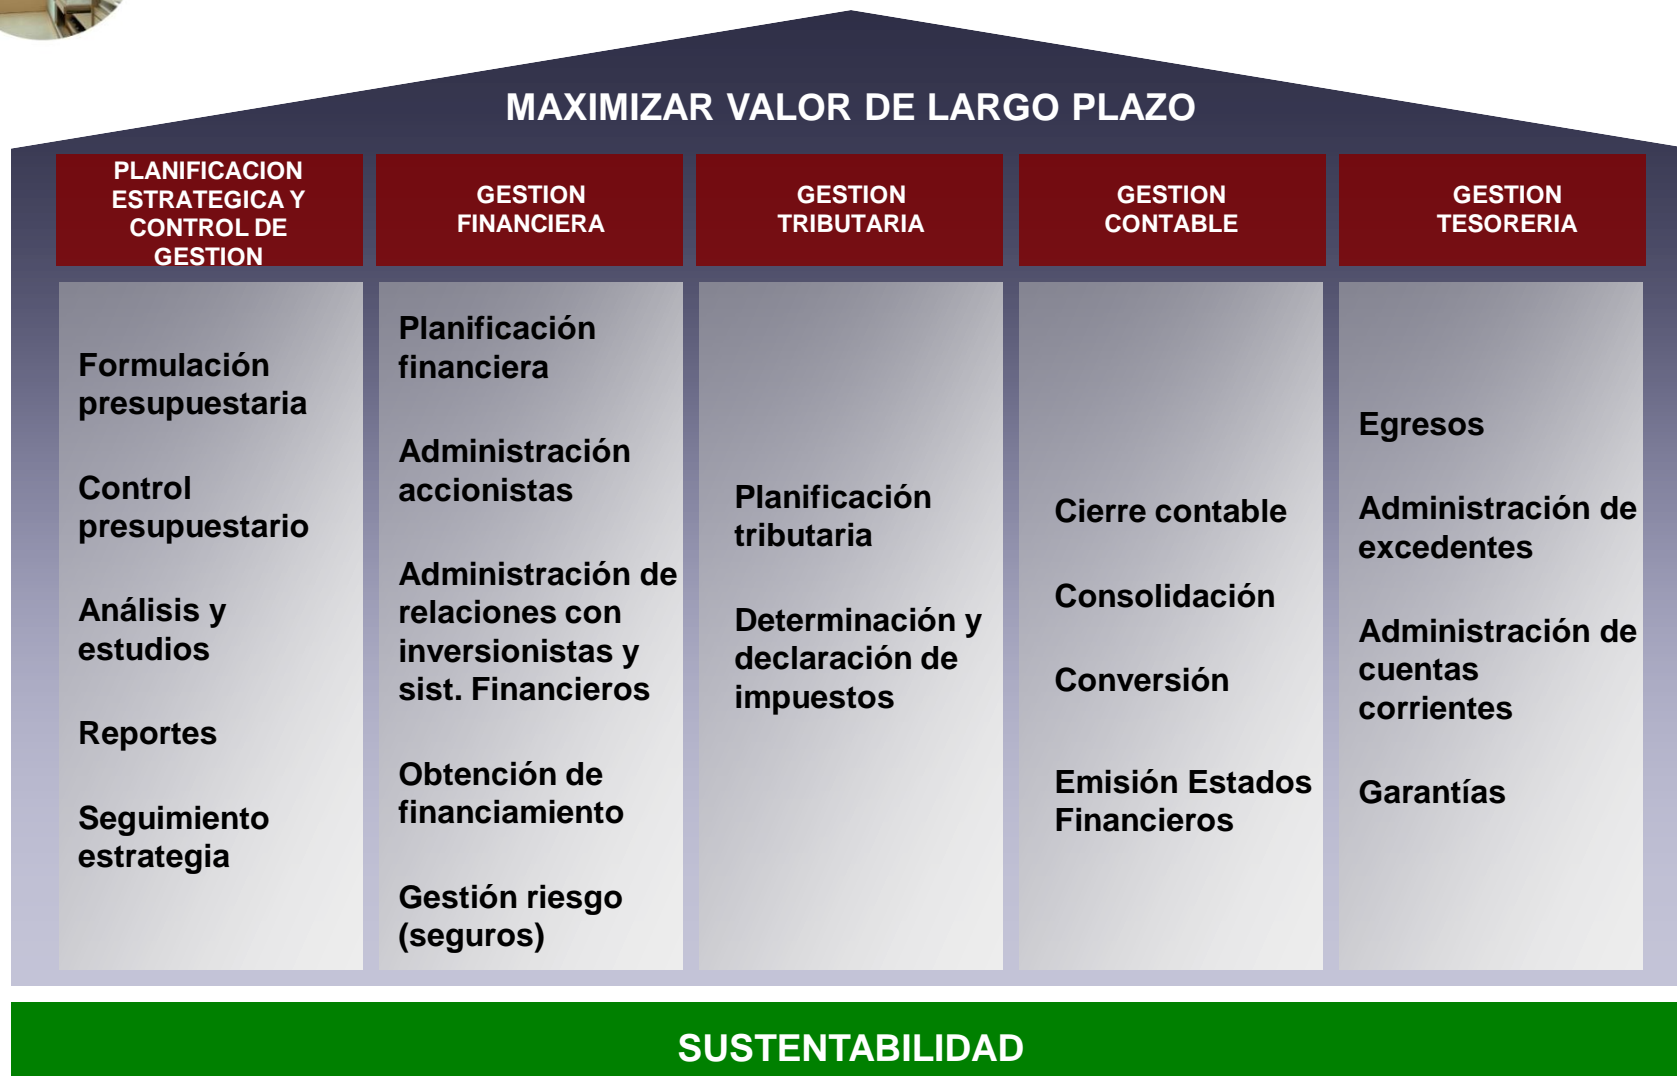 MAXIMIZAR VALOR DE LARGO PLAZO
PLANIFICACION
ESTRATEGICA Y
CONTROL DE
GESTION
GESTION
FINANCIERA
GESTION
TRIBUTARIA
GESTION
CONTABLE
GESTION
TESORERIA
Formulación
presupuestaria
Control
presupuestario
Análisis y
estudios
Reportes
Seguimiento
estrategia
Planificación
financiera
Administración
accionistas
Administración de
relaciones con
inversionistas y
sist. Financieros
Obtención de
financiamiento
Gestión riesgo
(seguros)
Planificación
tributaria
Determinación y
declaración de
impuestos
Cierre contable
Consolidación
Conversión
Emisión Estados
Financieros
Egresos
Administración de
excedentes
Administración de
cuentas
corrientes
Garantías
SUSTENTABILIDAD